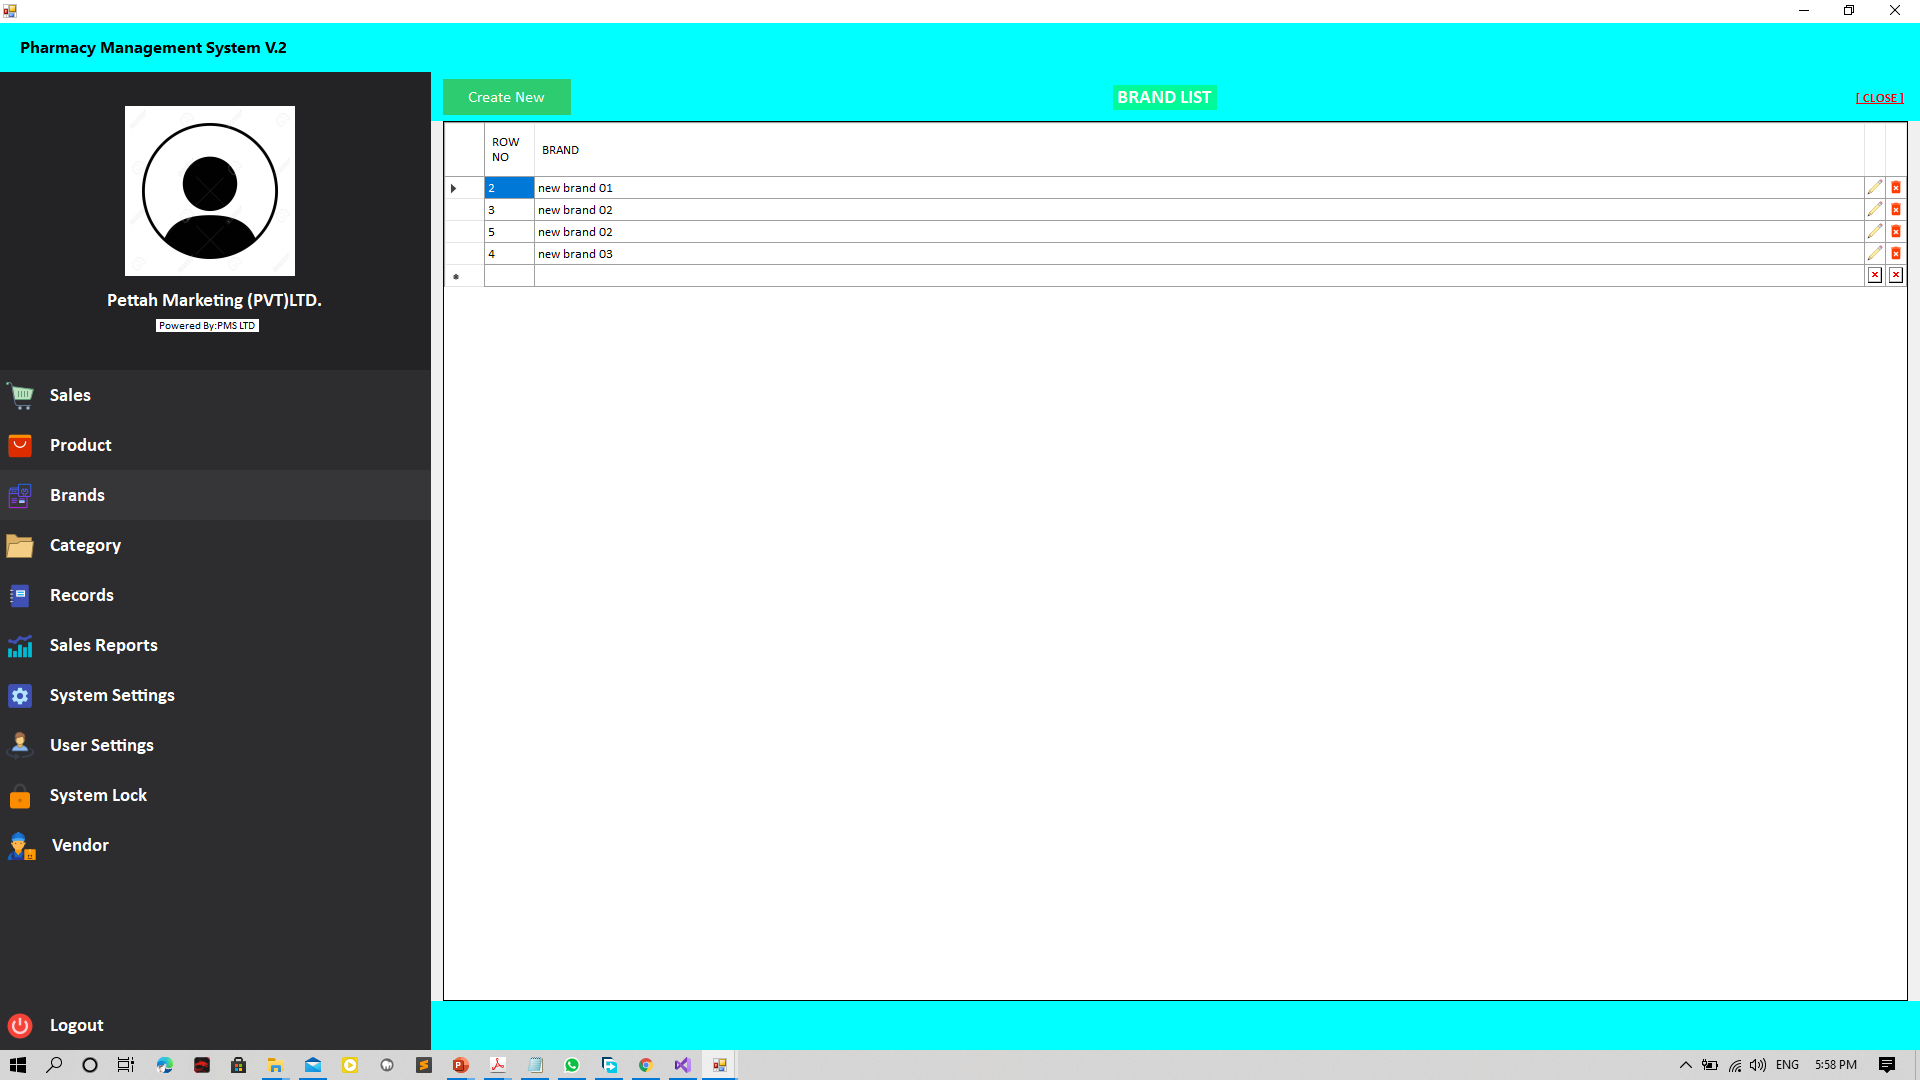 Pharmacy Management System V.2
Create New
BRAND LIST
[ CLOSE ]
ROW NO
BRAND
2 new brand 01
3 new brand 02
5 new brand 02
4 new brand 03
Pettah Marketing (PVT)LTD.
Powered By:PMS LTD
Sales
Product
Brands
Category
Records
Sales Reports
System Settings
User Settings
System Lock
Vendor
Logout
ENG
5:58 PM